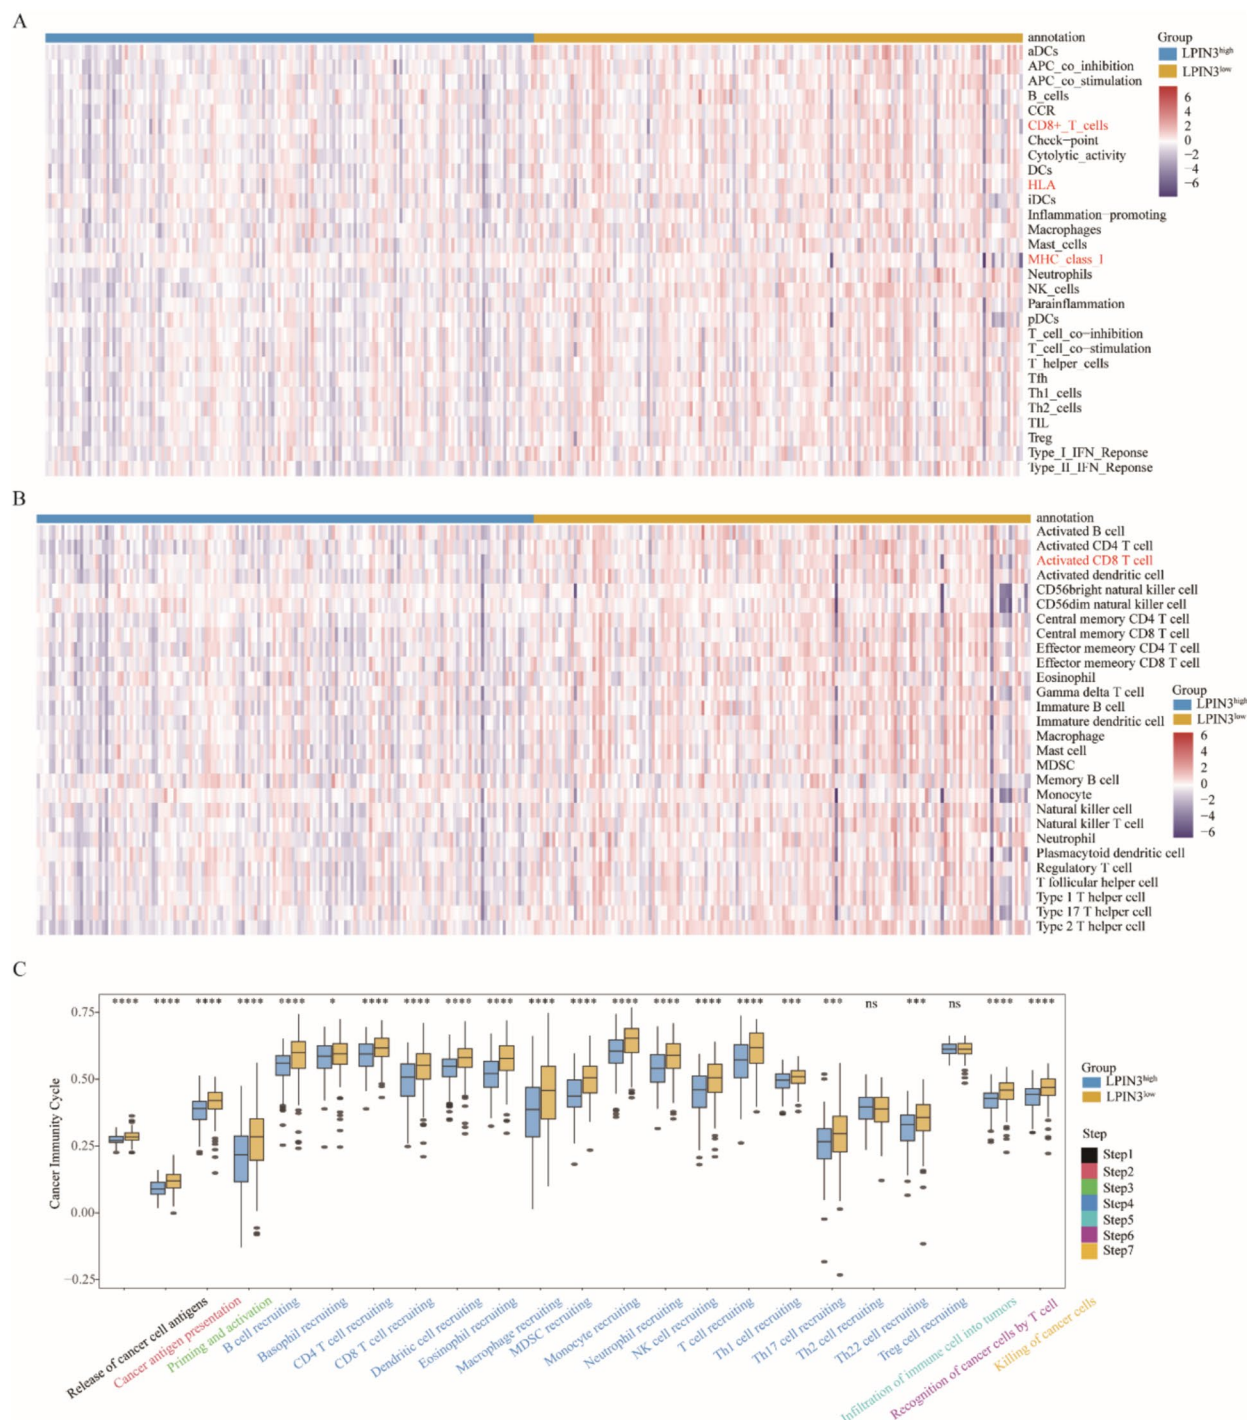 A
annotation
aDCs
APC_co_inhibition
APC_co_stimulation
B_cells
CCR
CD8+_T_cells
Check−point
Cytolytic_activity
DCs
HLA
iDCs
Inflammation−promoting
Macrophages
Mast_cells
MHC_class_I
Neutrophils
NK_cells
Parainflammation
pDCs
T_cell_co−inhibition
T_cell_co−stimulation
T_helper_cells
Tfh
Th1_cells
Th2_cells
TIL
Treg
Type_I_IFN_Reponse
Type_II_IFN_Reponse
Group
LPIN3high
LPIN3low
6
4
2
0
−2
−4
−6
B
annotation
Activated B cell
Activated CD4 T cell
Activated CD8 T cell
Activated dendritic cell
CD56bright natural killer cell
CD56dim natural killer cell
Central memory CD4 T cell
Central memory CD8 T cell
Effector memeory CD4 T cell
Effector memeory CD8 T cell
Eosinophil
Gamma delta T cell
Immature B cell
Immature dendritic cell
Macrophage
Mast cell
MDSC
Memory B cell
Monocyte
Natural killer cell
Natural killer T cell
Neutrophil
Plasmacytoid dendritic cell
Regulatory T cell
T follicular helper cell
Type 1 T helper cell
Type 17 T helper cell
Type 2 T helper cell
Group
LPIN3high
LPIN3low
6
4
2
0
−2
−4
−6
C
**** **** **** **** **** * **** **** **** **** **** **** **** **** **** **** *** *** ns *** ns **** ****
Cancer Immunity Cycle
0.75
0.50
0.25
0.00
−0.25
Release of cancer cell antigens
Cancer antigen presentation
Priming and activation
B cell recruiting
Basophil recruiting
CD4 T cell recruiting
CD8 T cell recruiting
Dendritic cell recruiting
Eosinophil recruiting
Macrophage recruiting
MDSC recruiting
Monocyte recruiting
Neutrophil recruiting
NK cell recruiting
T cell recruiting
Th1 cell recruiting
Th17 cell recruiting
Th2 cell recruiting
Th22 cell recruiting
Treg cell recruiting
Infiltration of immune cell into tumors
Recognition of cancer cells by T cell
Killing of cancer cells
Group
LPIN3high
LPIN3low
Step
Step1
Step2
Step3
Step4
Step5
Step6
Step7